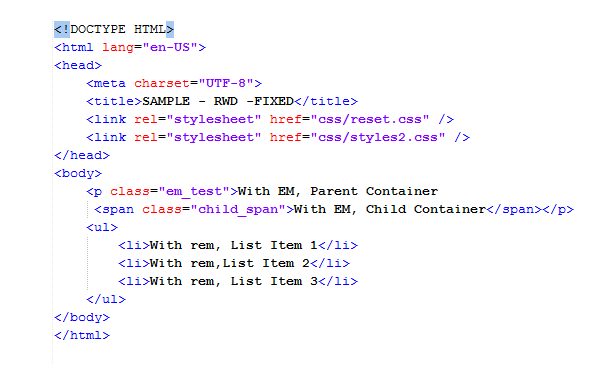 <!DOCTYPE HTML>
<html lang="en-US">
<head>
<meta charset="UTF-8">
<title>SAMPLE - RWD -FIXED</title>
<link rel="stylesheet" href="css/reset.css" />
<link rel="stylesheet" href="css/styles2.css" />
</head>
<body>
<p class="em_test">With EM, Parent Container
<span class="child_span">With EM, Child Container</span></p>
<ul>
<li>With rem, List Item 1</li>
<li>With rem,List Item 2</li>
<li>With rem, List Item 3</li>
</ul>
</body>
</html>